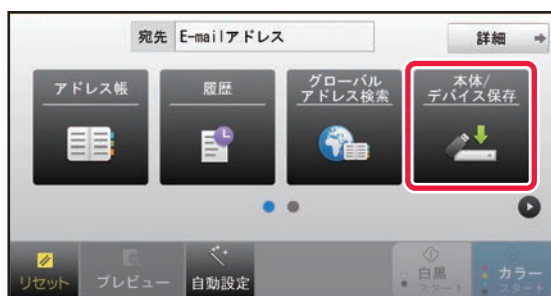 宛先 E-mailアドレス 詳細
アドレス帳
履歴
グローバル
アドレス検索
本体/
デバイス保存
リセット
プレビュー
自動設定
白黒
スタート
カラー
スタート